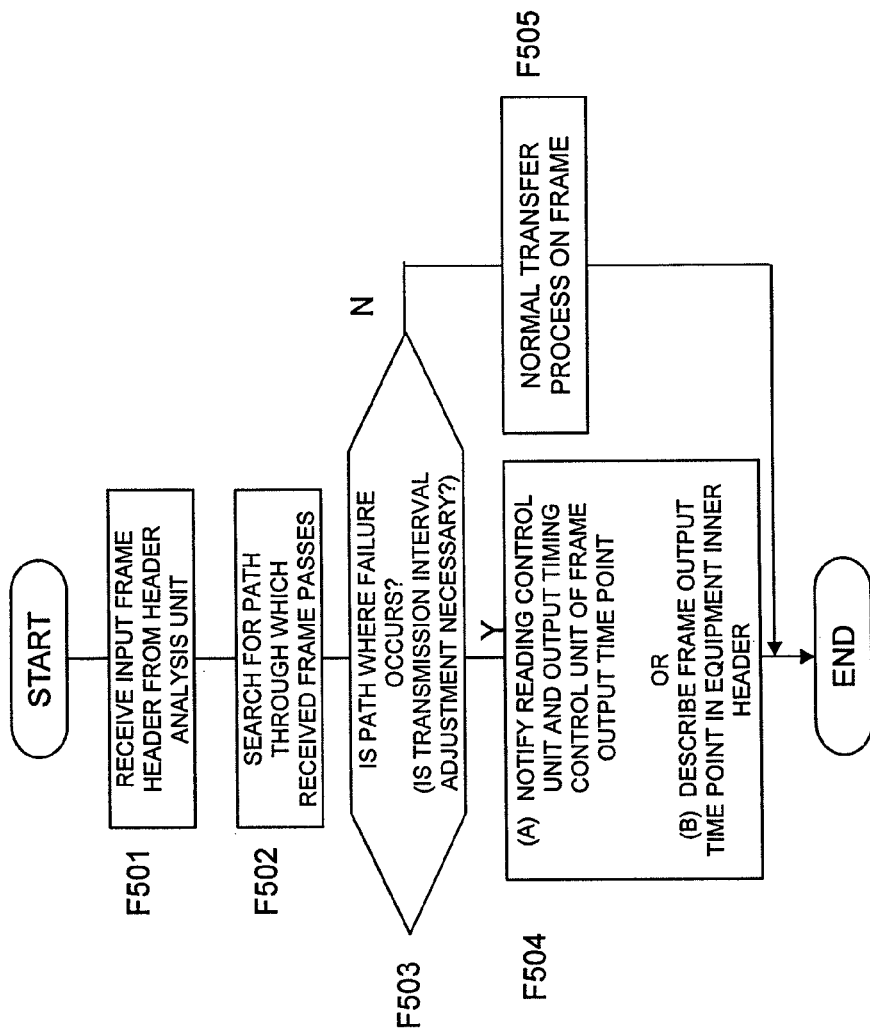 START
F501
RECEIVE INPUT FRAME
HEADER FROM HEADER
ANALYSIS UNIT
F502
SEARCH FOR PATH
THROUGH WHICH
RECEIVED FRAME PASSES
F503
IS PATH WHERE FAILURE
OCCURS?
(IS TRANSMISSION INTERVAL
ADJUSTMENT NECESSARY?)
N
Y
F504
(A) NOTIFY READING CONTROL
UNIT AND OUTPUT TIMING
CONTROL UNIT OF FRAME
OUTPUT TIME POINT
OR
(B) DESCRIBE FRAME OUTPUT
TIME POINT IN EQUIPMENT INNER
HEADER
F505
NORMAL TRANSFER
PROCESS ON FRAME
END